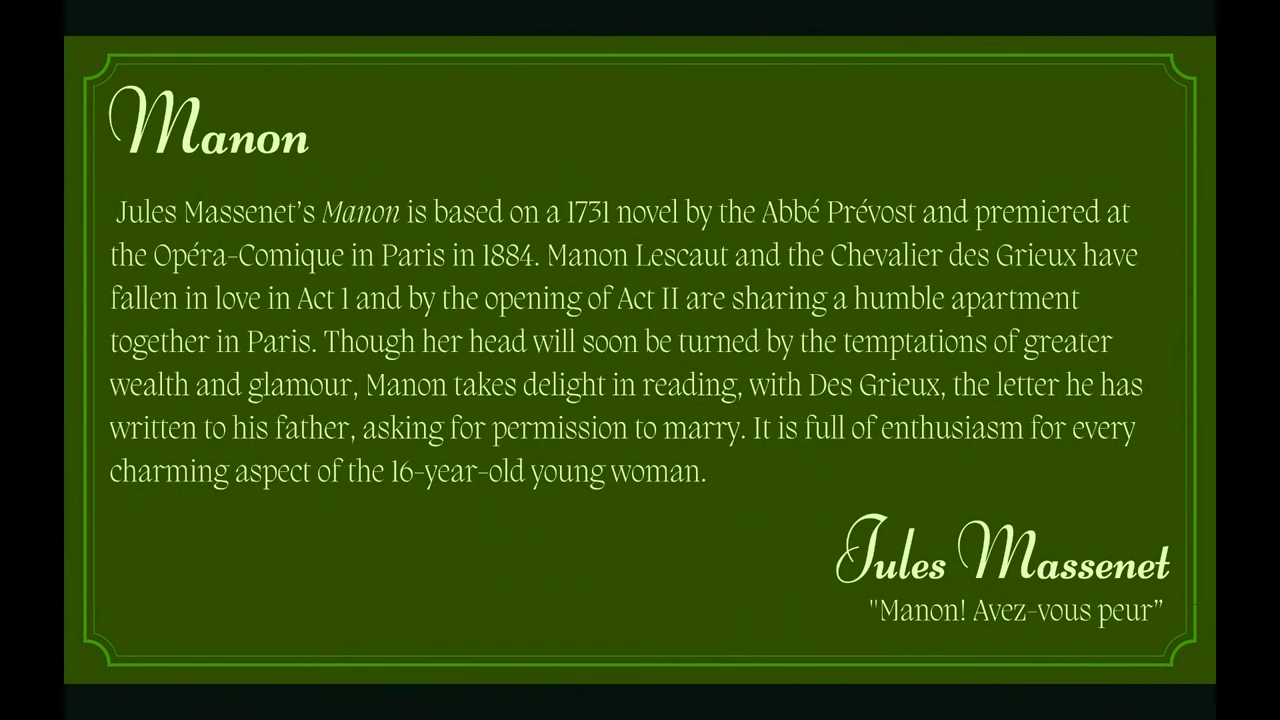 Manon
Jules Massenet’s Manon is based on a 1731 novel by the Abbé Prévost and premiered at
the Opéra-Comique in Paris in 1884. Manon Lescaut and the Chevalier des Grieux have
fallen in love in Act 1 and by the opening of Act II are sharing a humble apartment
together in Paris. Though her head will soon be turned by the temptations of greater
wealth and glamour, Manon takes delight in reading, with Des Grieux, the letter he has
written to his father, asking for permission to marry. It is full of enthusiasm for every
charming aspect of the 16-year-old young woman.
Jules Massenet
"Manon! Avez-vous peur”